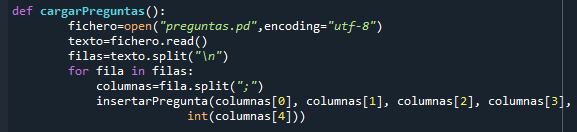 def cargarPreguntas():
fichero=open("preguntas.pd",encoding="utf-8")
texto=fichero.read()
filas=texto.split("\n")
for fila in filas:
columnas=fila.split(";")
insertarPregunta(columnas[0], columnas[1], columnas[2], columnas[3],
int(columnas[4]))